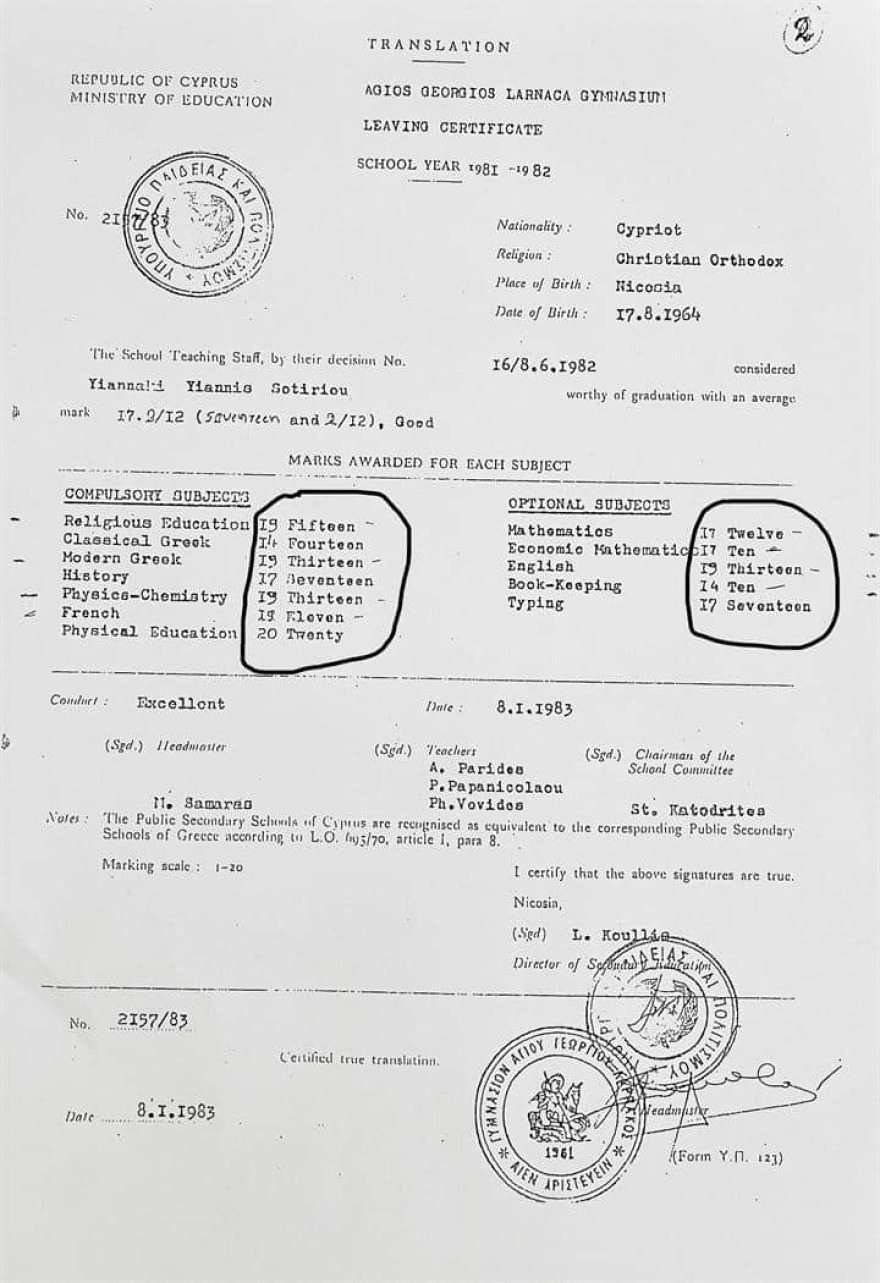 TRANSLATION
REPUBLIC OF CYPRUS
MINISTRY OF EDUCATION
AGIOS GEORGIOS LARNACA GYMNASIUM
LEAVING CERTIFICATE
SCHOOL YEAR 1981 -1982
ΥΠΟΥΡΓΕΙΟ ΠΑΙΔΕΙΑΣ ΚΑΙ ΠΟΛΙΤΙΣΜΟΥ
No. 2157/83
Nationality : Cypriot
Religion : Christian Orthodox
Place of Birth : Nicosia
Date of Birth : 17.8.1964
The School Teaching Staff, by their decision No. 16/8.6.1982 considered
Yiannaki Yiannis Sotiriou worthy of graduation with an average
mark 17.2/12 (Seventeen and 2/12), Good
MARKS AWARDED FOR EACH SUBJECT
COMPULSORY SUBJECTS
Religious Education 19 Fifteen -
Classical Greek 14 Fourteen
Modern Greek 19 Thirteen -
History 17 Seventeen
Physics-Chemistry 19 Thirteen -
French Eleven -
Physical Education 20 Twenty
OPTIONAL SUBJECTS
Mathematics 17 Twelve -
Economic Mathematics 17 Ten -
English 19 Thirteen -
Book-Keeping 14 Ten -
Typing 17 Seventeen
Conduct : Excellent Date : 8.I.1983
(Sgd.) Headmaster (Sgd.) Teachers (Sgd.) Chairman of the
School Committee
A. Parides
P.Papanicolaou
M. Samaras Ph.Vovides St. Katodrites
Notes : The Public Secondary Schools of Cyprus are recognised as equivalent to the corresponding Public Secondary
Schools of Greece according to L.O. 693/70, article I, para 8.
Marking scale : 1-20
I certify that the above signatures are true.
Nicosia,
(Sgd) L. Koullis
Director of Secondary Education
ΠΑΙΔΕΙΑΣ ΚΑΙ ΠΟΛΙΤΙΣΜΟΥ
No. 2I57/83
Certified true translation.
Date 8.I.1983
Headmaster
ΓΥΜΝΑΣΙΟΝ ΑΓΙΟΥ ΓΕΩΡΓΙΟΥ ΛΑΡΝΑΚΟΣ
1961
ΑΙΕΝ ΑΡΙΣΤΕΥΕΙΝ
(Form Υ.Π. 123)